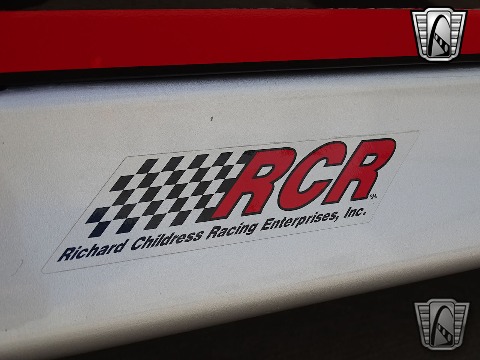 RCR
Richard Childress Racing Enterprises, Inc.